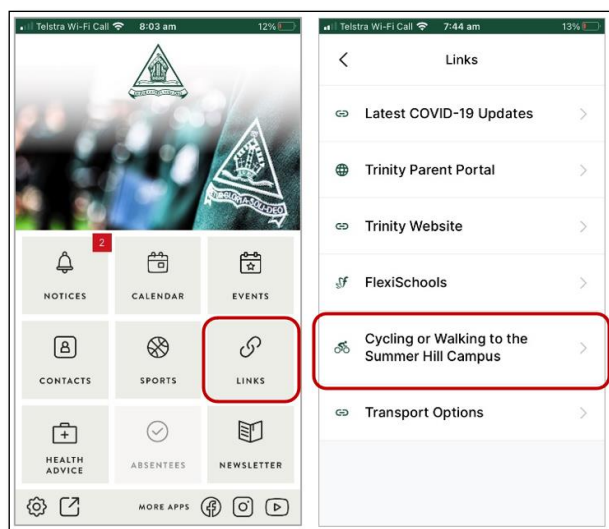 Telstra Wi-Fi Call 8:03 am 12%
SOLI·DEO
2
NOTICES CALENDAR EVENTS
CONTACTS SPORTS LINKS
HEALTH
ADVICE
ABSENTEES NEWSLETTER
MORE APPS
Telstra Wi-Fi Call 7:44 am 13%
Links
Latest COVID-19 Updates
Trinity Parent Portal
Trinity Website
FlexiSchools
Cycling or Walking to the
Summer Hill Campus
Transport Options